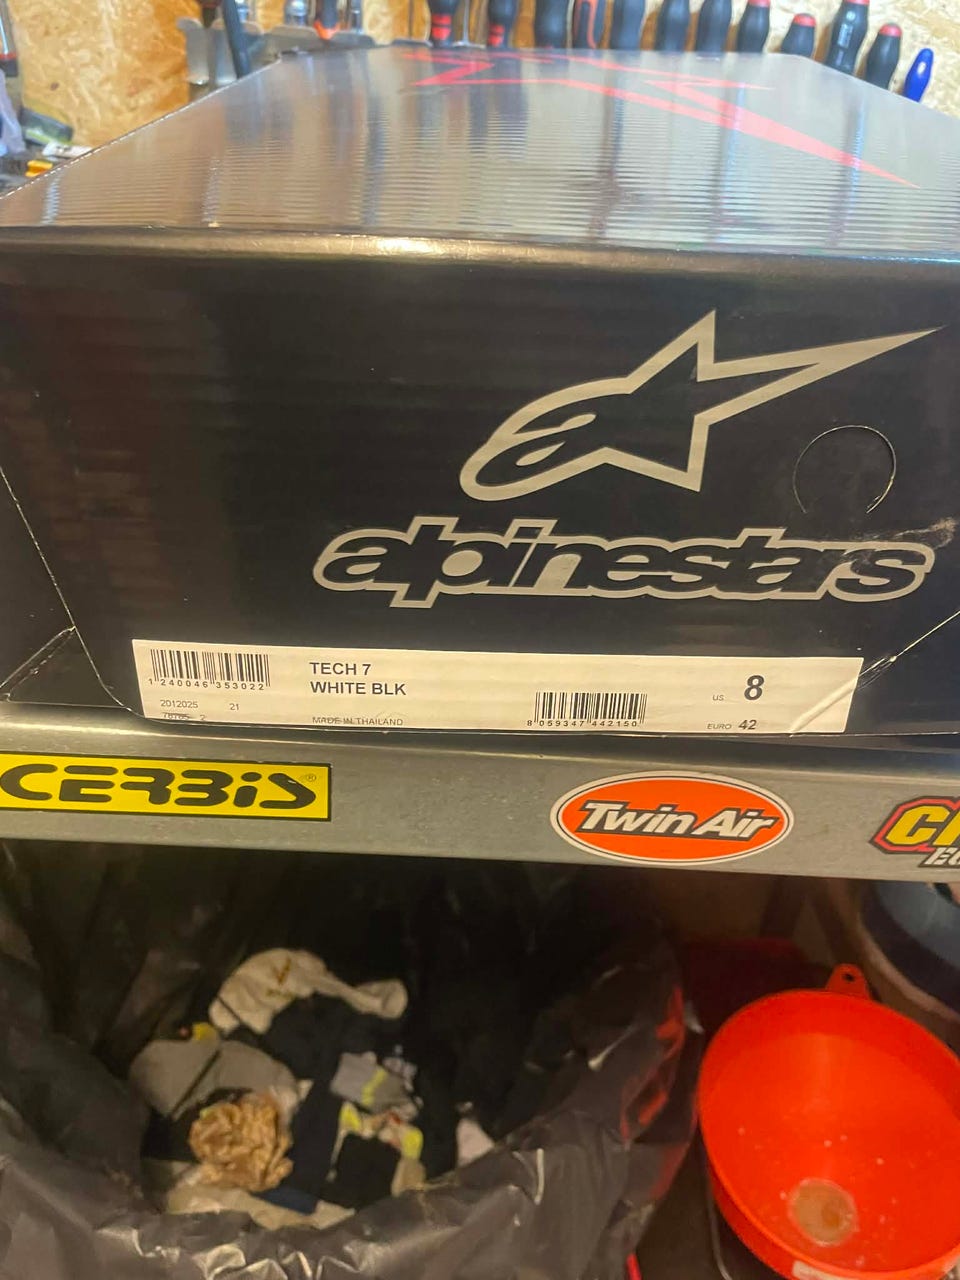 alpinestars
1 240046 353022
TECH 7
WHITE BLK
2012025 21
MADE IN THAILAND
8 059347 442150
US 8
EURO 42
CERBIS®
Twin Air